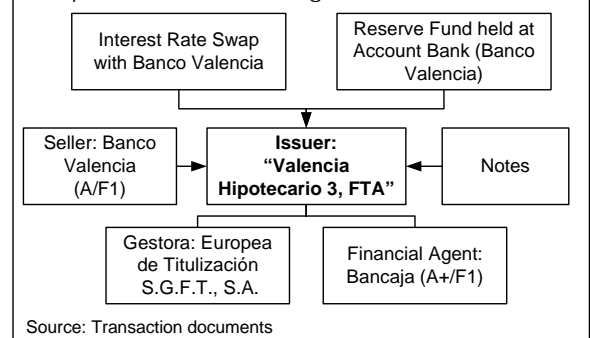 Interest Rate Swap
with Banco Valencia
Reserve Fund held at
Account Bank (Banco
Valencia)
Seller: Banco
Valencia
(A/F1)
Issuer:
“Valencia
Hipotecario 3, FTA”
Notes
Gestora: Europea
de Titulización
S.G.F.T., S.A.
Financial Agent:
Bancaja (A+/F1)
Source: Transaction documents